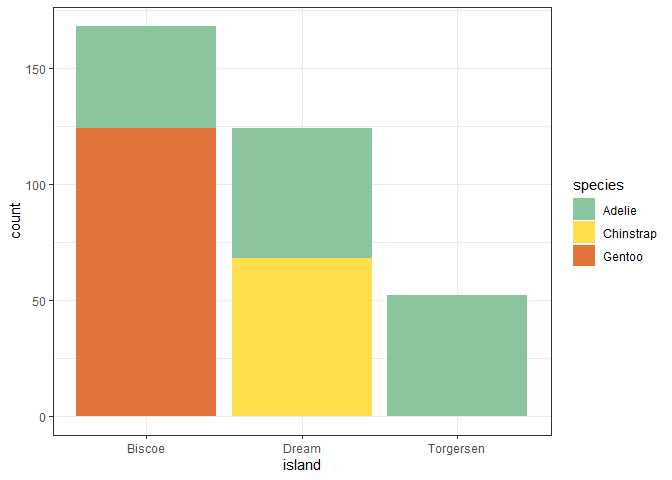 count
150
100
50
0
Biscoe Dream Torgersen
island
species
Adelie
Chinstrap
Gentoo